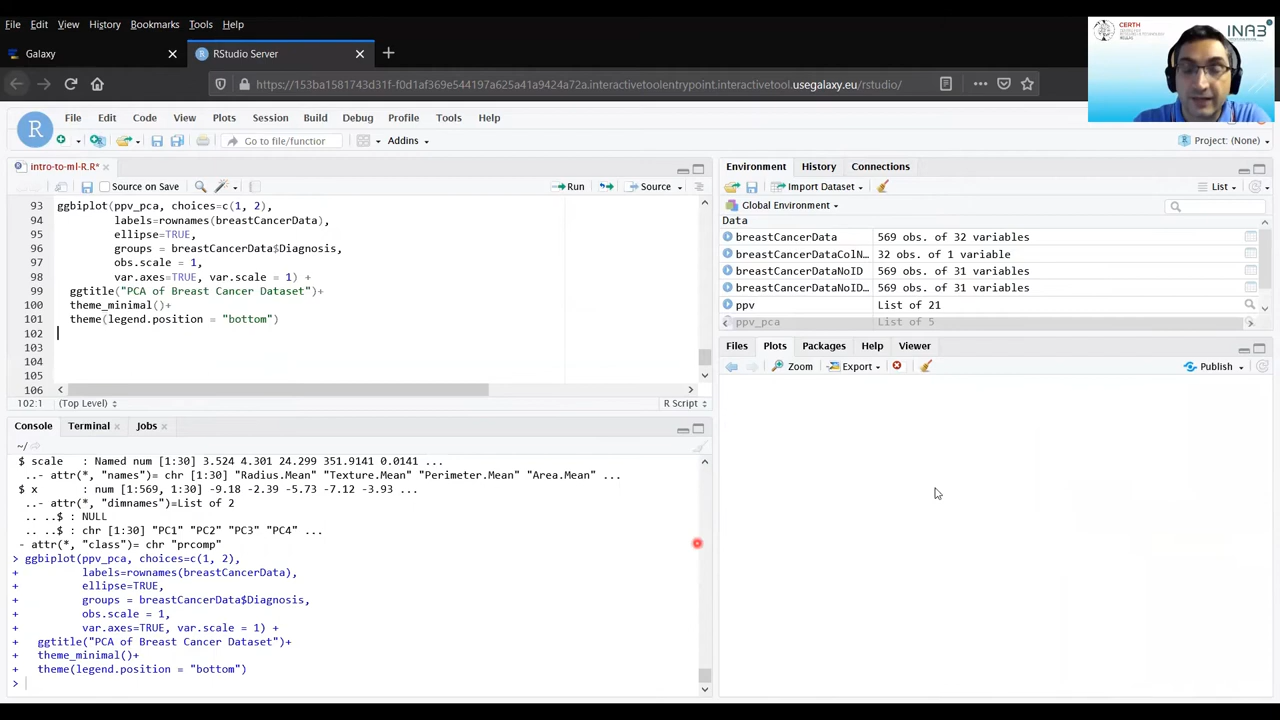 File Edit View History Bookmarks Tools Help
Galaxy
RStudio Server
https://153ba1581743d31f-f0d1af369e544197a625a41a9424a72a.interactivetoolentrypoint.interactivetool.usegalaxy.eu/rstudio/
CERTH
INAB
R File Edit Code View Plots Session Build Debug Profile Tools Help
Go to file/function Addins Project: (None)
intro-to-ml-R.R*
Source on Save Run Source
93 ggbiplot(ppv_pca, choices=c(1, 2),
94 labels=rownames(breastCancerData),
95 ellipse=TRUE,
96 groups = breastCancerData$Diagnosis,
97 obs.scale = 1,
98 var.axes=TRUE, var.scale = 1) +
99 ggtitle("PCA of Breast Cancer Dataset")+
100 theme_minimal()+
101 theme(legend.position = "bottom")
102
103
104
105
106
102:1 (Top Level) R Script
Console Terminal Jobs
~/
$ scale : Named num [1:30] 3.524 4.301 24.299 351.9141 0.0141 ...
..- attr(*, "names")= chr [1:30] "Radius.Mean" "Texture.Mean" "Perimeter.Mean" "Area.Mean" ...
$ x : num [1:569, 1:30] -9.18 -2.39 -5.73 -7.12 -3.93 ...
..- attr(*, "dimnames")=List of 2
.. ..$ : NULL
.. ..$ : chr [1:30] "PC1" "PC2" "PC3" "PC4" ...
- attr(*, "class")= chr "prcomp"
> ggbiplot(ppv_pca, choices=c(1, 2),
+ labels=rownames(breastCancerData),
+ ellipse=TRUE,
+ groups = breastCancerData$Diagnosis,
+ obs.scale = 1,
+ var.axes=TRUE, var.scale = 1) +
+ ggtitle("PCA of Breast Cancer Dataset")+
+ theme_minimal()+
+ theme(legend.position = "bottom")
>
Environment History Connections
Import Dataset List
Global Environment
Data
breastCancerData 569 obs. of 32 variables
breastCancerDataColN… 32 obs. of 1 variable
breastCancerDataNoID 569 obs. of 31 variables
breastCancerDataNoID… 569 obs. of 31 variables
ppv List of 21
ppv_pca List of 5
Files Plots Packages Help Viewer
Zoom Export Publish